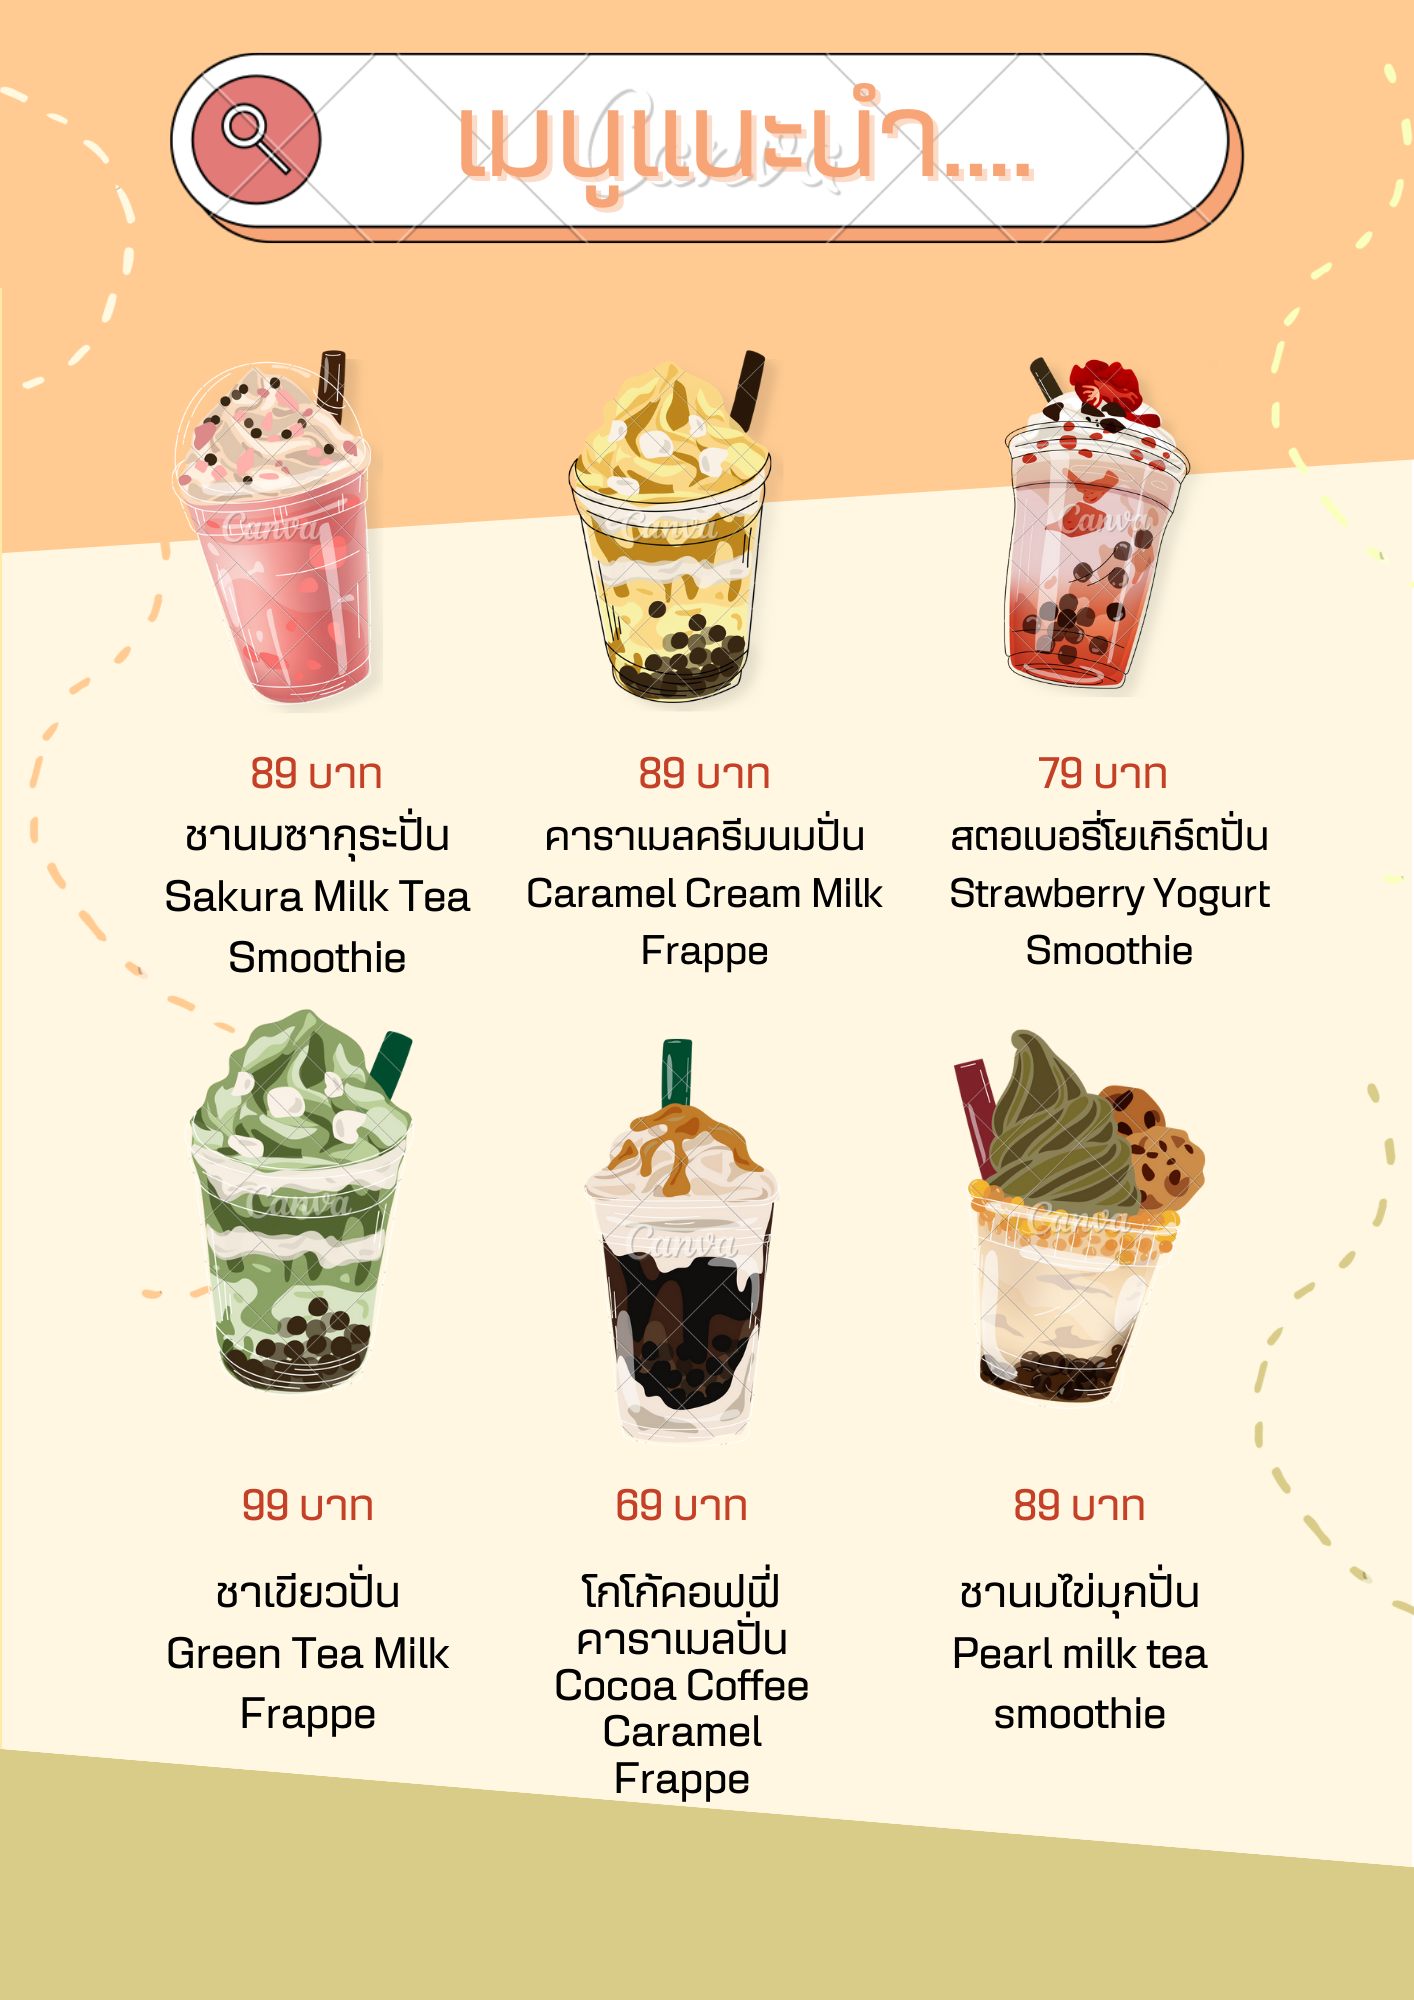 เมนูแนะนำ....
89 บาท
ชานมซากุระปั่น
Sakura Milk Tea
Smoothie
89 บาท
คาราเมลครีมนมปั่น
Caramel Cream Milk
Frappe
79 บาท
สตอเบอรี่โยเกิร์ตปั่น
Strawberry Yogurt
Smoothie
99 บาท
ชาเขียวปั่น
Green Tea Milk
Frappe
69 บาท
โกโก้คอฟฟี่
คาราเมลปั่น
Cocoa Coffee
Caramel
Frappe
89 บาท
ชานมไข่มุกปั่น
Pearl milk tea
smoothie
Canva
Canva
Canva
Canva
Canva
Canva
Canva